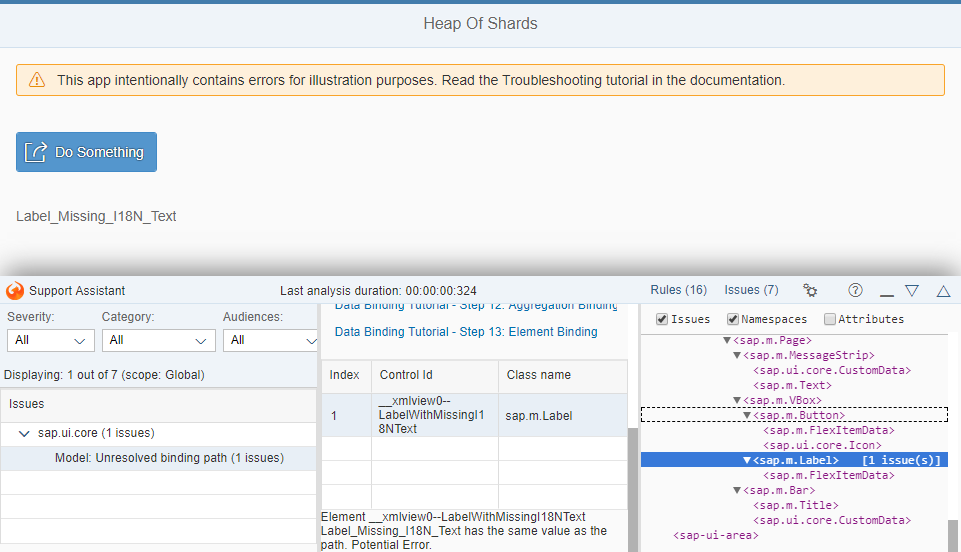 Heap Of Shards
This app intentionally contains errors for illustration purposes. Read the Troubleshooting tutorial in the documentation.
Do Something
Label_Missing_I18N_Text
Support Assistant
Last analysis duration: 00:00:00:324
Rules (16)
Issues (7)
Severity:
Category:
Audiences:
All
All
All
Displaying: 1 out of 7 (scope: Global)
Issues
sap.ui.core (1 issues)
Model: Unresolved binding path (1 issues)
Data Binding Tutorial - Step 12: Aggregation Binding
Data Binding Tutorial - Step 13: Element Binding
Index
Control Id
Class name
1
__xmlview0--
LabelWithMissingI1
8NText
sap.m.Label
Element __xmlview0--LabelWithMissingI18NText
Label_Missing_I18N_Text has the same value as the
path. Potential Error.
Issues
Namespaces
Attributes
<sap.m.Page>
<sap.m.MessageStrip>
<sap.ui.core.CustomData>
<sap.m.Text>
<sap.m.VBox>
<sap.m.Button>
<sap.m.FlexItemData>
<sap.ui.core.Icon>
<sap.m.Label> [1 issue(s)]
<sap.m.FlexItemData>
<sap.m.Bar>
<sap.m.Title>
<sap.ui.core.CustomData>
<sap-ui-area>